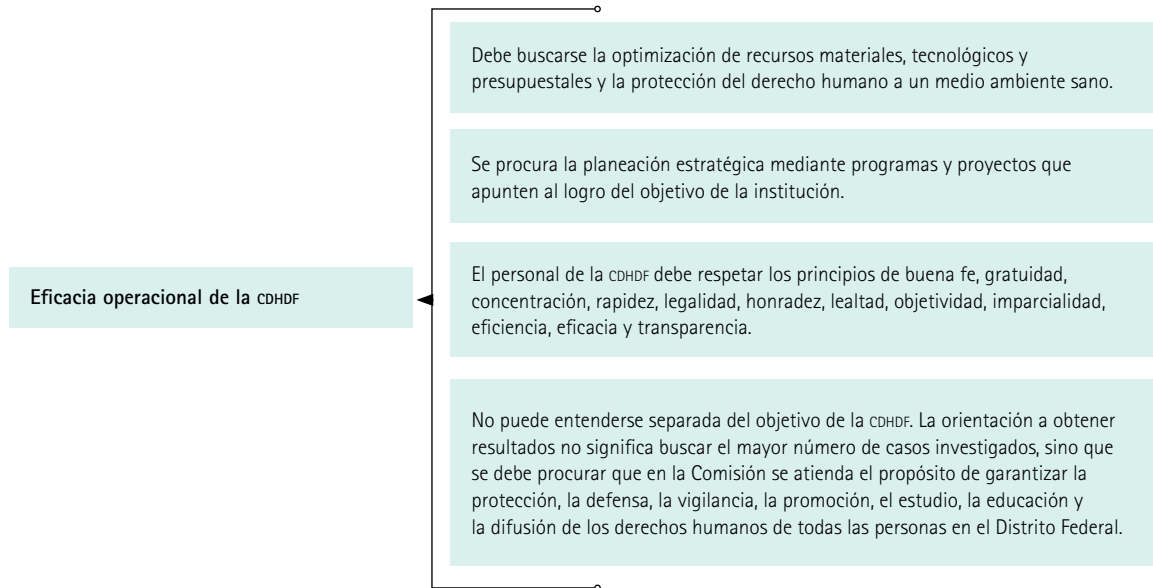 Debe buscarse la optimización de recursos materiales, tecnológicos y
presupuestales y la protección del derecho humano a un medio ambiente sano.
Se procura la planeación estratégica mediante programas y proyectos que
apunten al logro del objetivo de la institución.
Eficacia operacional de la CDHDF
El personal de la CDHDF debe respetar los principios de buena fe, gratuidad,
concentración, rapidez, legalidad, honradez, lealtad, objetividad, imparcialidad,
eficiencia, eficacia y transparencia.
No puede entenderse separada del objetivo de la CDHDF. La orientación a obtener
resultados no significa buscar el mayor número de casos investigados, sino que
se debe procurar que en la Comisión se atienda el propósito de garantizar la
protección, la defensa, la vigilancia, la promoción, el estudio, la educación y
la difusión de los derechos humanos de todas las personas en el Distrito Federal.